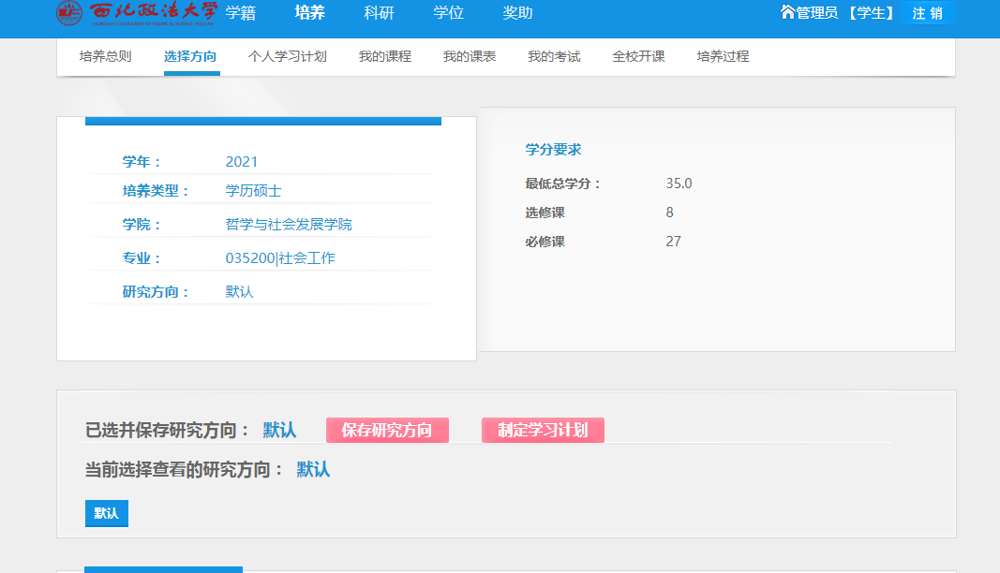 西北政法大学 学籍 培养 科研 学位 奖助 管理员 【学生】 注 销
培养总则 选择方向 个人学习计划 我的课程 我的课表 我的考试 全校开课 培养过程
学年： 2021
培养类型： 学历硕士
学院： 哲学与社会发展学院
专业： 035200|社会工作
研究方向： 默认
学分要求
最低总学分： 35.0
选修课 8
必修课 27
已选并保存研究方向： 默认 保存研究方向 制定学习计划
当前选择查看的研究方向： 默认
默认